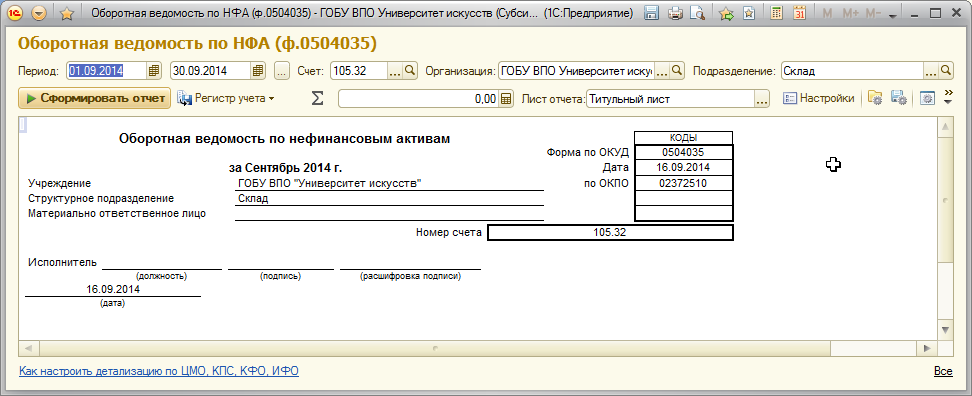 Оборотная ведомость по НФА (ф.0504035) - ГОБУ ВПО Университет искусств (Субси... (1С:Предприятие)
M M+ M−
Оборотная ведомость по НФА (ф.0504035)
Период: 01.09.2014 30.09.2014 ... Счет: 105.32 ... Организация: ГОБУ ВПО Университет искус ... Подразделение: Склад ...
Сформировать отчет Регистр учета Σ 0,00 Лист отчета: Титульный лист ... Настройки
Оборотная ведомость по нефинансовым активам
КОДЫ
Форма по ОКУД 0504035
за Сентябрь 2014 г. Дата 16.09.2014
Учреждение ГОБУ ВПО "Университет искусств" по ОКПО 02372510
Структурное подразделение Склад
Материально ответственное лицо
Номер счета 105.32
Исполнитель
(должность) (подпись) (расшифровка подписи)
16.09.2014
(дата)
Как настроить детализацию по ЦМО, КПС, КФО, ИФО Все